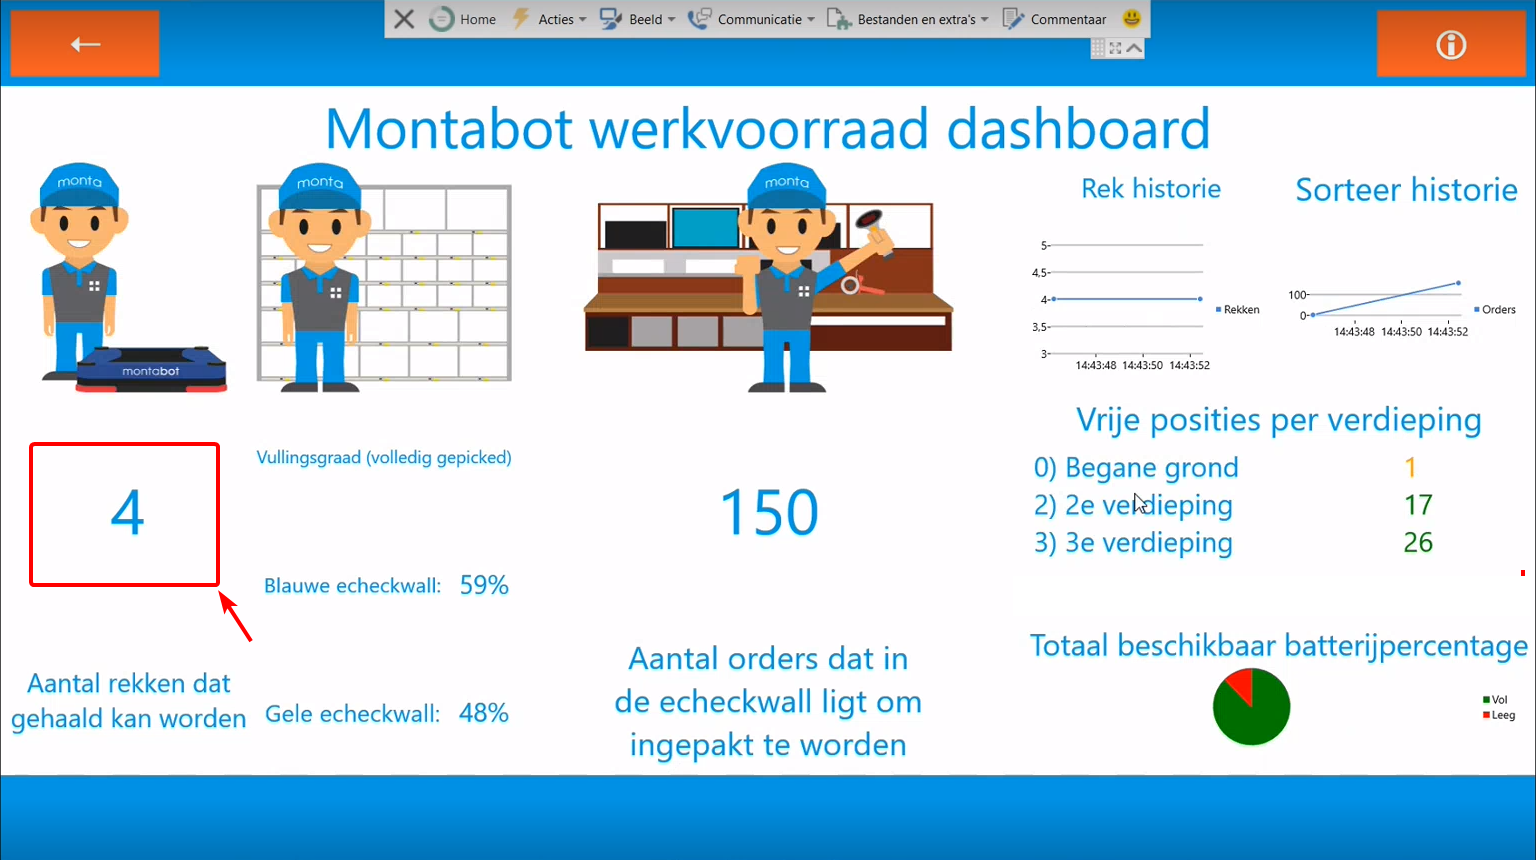 Home
Acties
Beeld
Communicatie
Bestanden en extra's
Commentaar
Montabot werkvoorraad dashboard
monta
monta
monta
montabot
Rek historie
5
4,5
4
3,5
3
14:43:48 14:43:50 14:43:52
Rekken
Sorteer historie
100
0
14:43:48 14:43:50 14:43:52
Orders
4
Aantal rekken dat
gehaald kan worden
Vullingsgraad (volledig gepicked)
Blauwe echeckwall: 59%
Gele echeckwall: 48%
150
Aantal orders dat in
de echeckwall ligt om
ingepakt te worden
Vrije posities per verdieping
0) Begane grond 1
2) 2e verdieping 17
3) 3e verdieping 26
Totaal beschikbaar batterijpercentage
Vol
Leeg